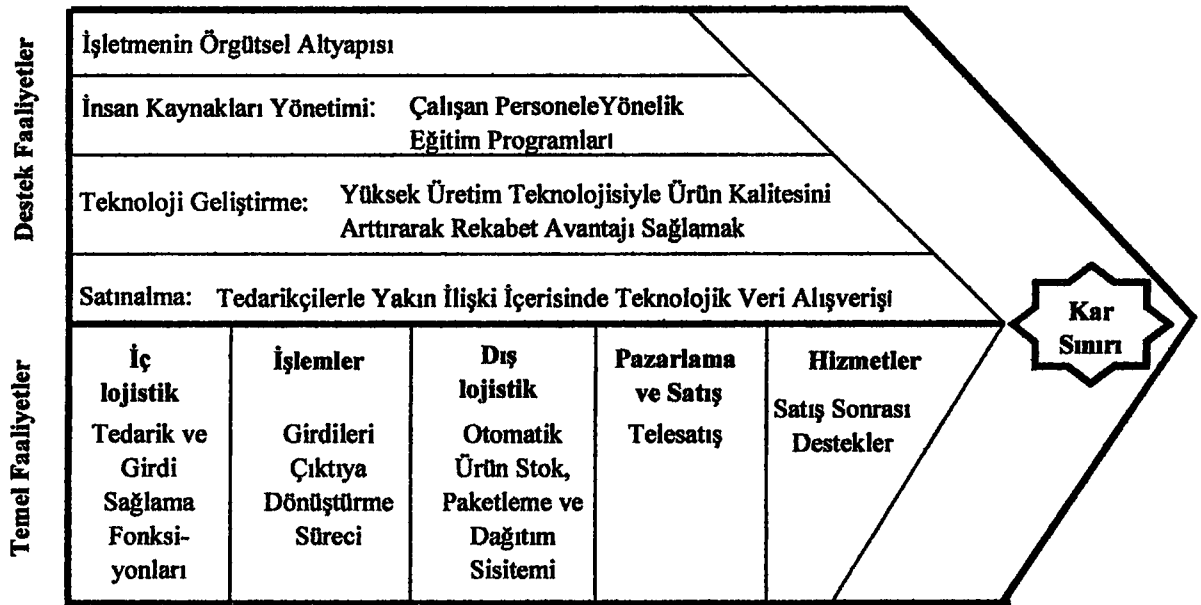 Destek Faaliyetler
İşletmenin Örgütsel Altyapısı
İnsan Kaynakları Yönetimi: Çalışan PersoneleYönelik
Eğitim Programları
Teknoloji Geliştirme: Yüksek Üretim Teknolojisiyle Ürün Kalitesini
Arttırarak Rekabet Avantajı Sağlamak
Satınalma: Tedarikçilerle Yakın İlişki İçerisinde Teknolojik Veri Alışverişi
Kar
Sınırı
Temel Faaliyetler
İç
lojistik
Tedarik ve
Girdi
Sağlama
Fonksi-
yonları
İşlemler
Girdileri
Çıktıya
Dönüştürme
Süreci
Dış
lojistik
Otomatik
Ürün Stok,
Paketleme ve
Dağıtım
Sisitemi
Pazarlama
ve Satış
Telesatış
Hizmetler
Satış Sonrası
Destekler